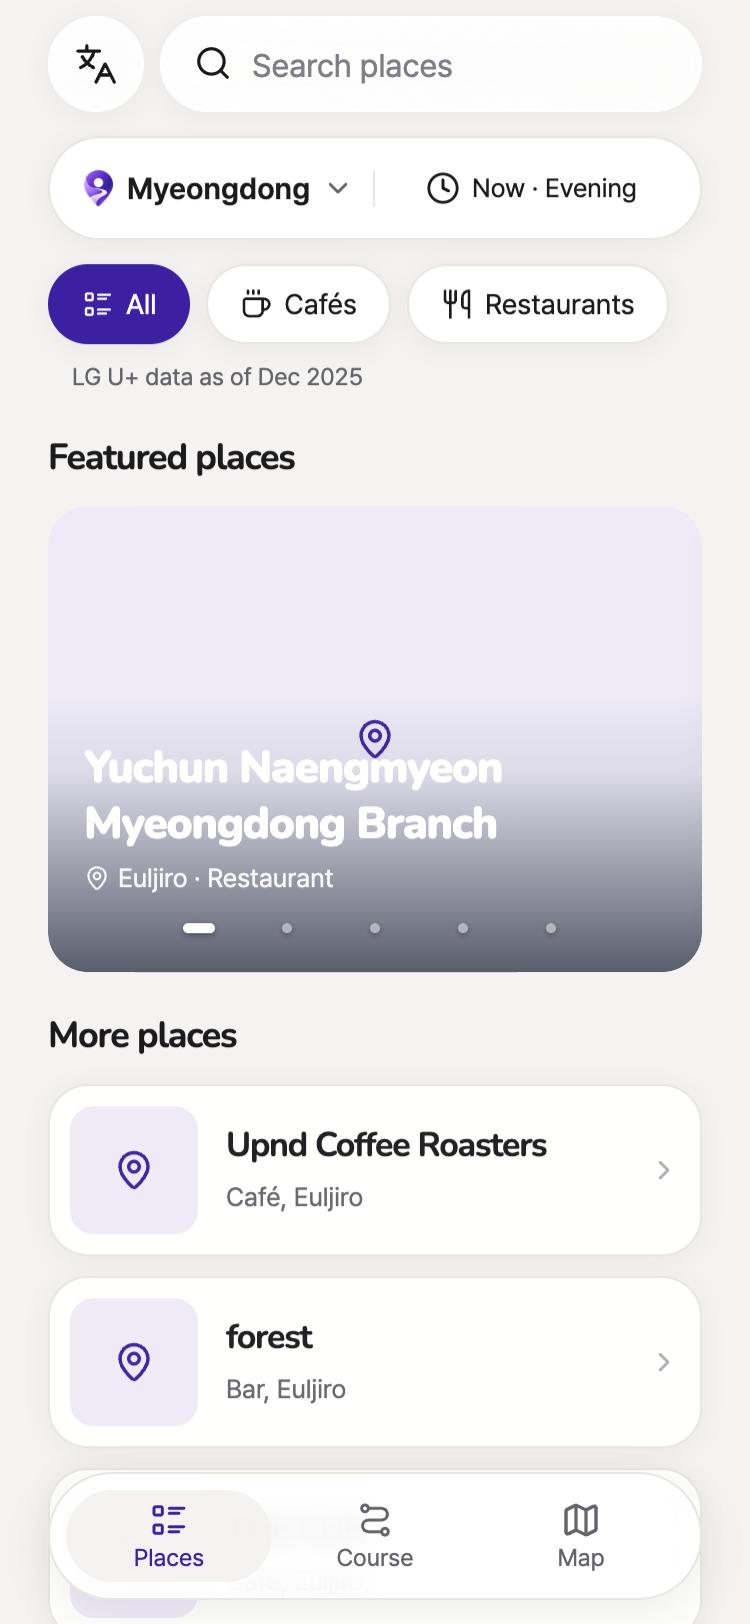 Search places
Myeongdong
Now · Evening
All
Cafés
Restaurants
LG U+ data as of Dec 2025
Featured places
Yuchun Naengmyeon
Myeongdong Branch
Euljiro · Restaurant
More places
Upnd Coffee Roasters
Café, Euljiro
forest
Bar, Euljiro
Places
Course
Map